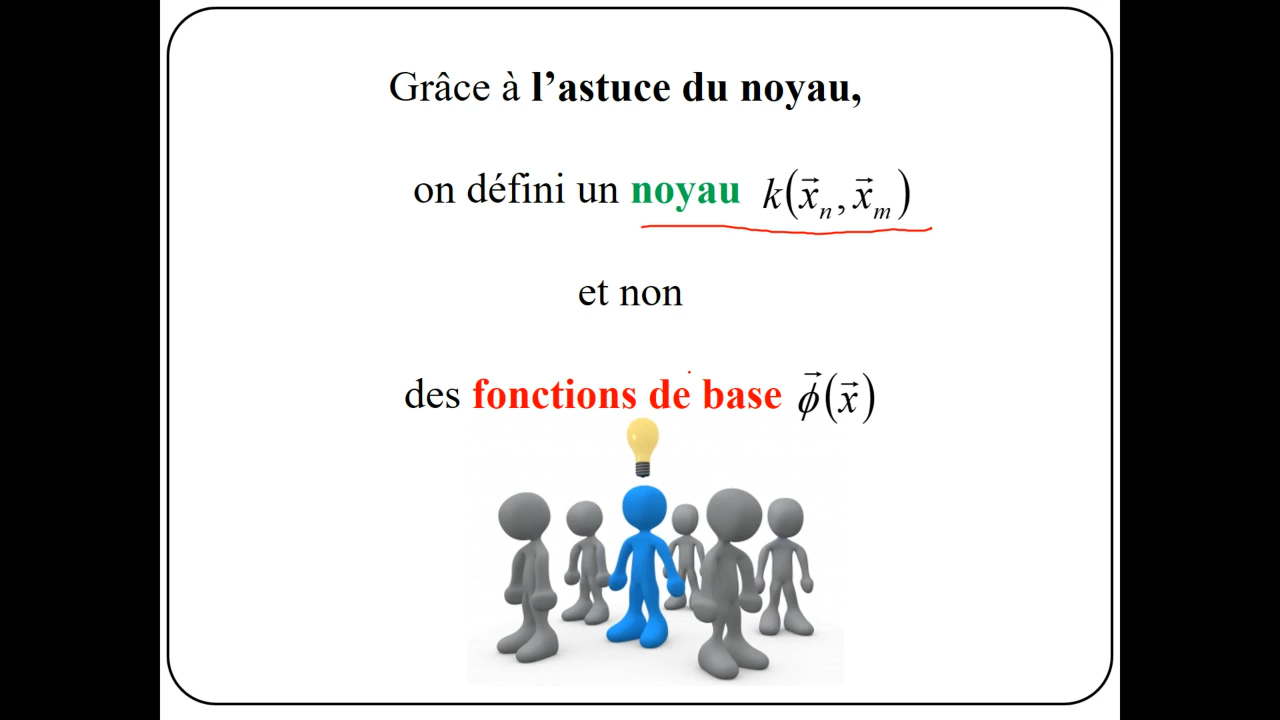 Grâce à l’astuce du noyau,
on défini un noyau k(x⃗ₙ, x⃗ₘ)
et non
des fonctions de base ϕ⃗(x⃗)